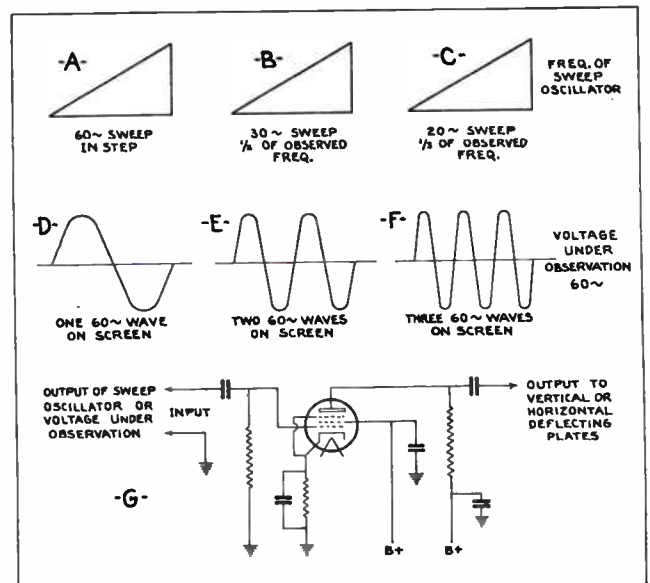 -A-
-B-
-C-
FREQ. OF
SWEEP
OSCILLATOR
60~ SWEEP
IN STEP
30~ SWEEP
½ OF OBSERVED
FREQ.
20~ SWEEP
⅓ OF OBSERVED
FREQ.
-D-
-E-
-F-
VOLTAGE
UNDER
OBSERVATION
60~
ONE 60~ WAVE
ON SCREEN
TWO 60~ WAVES
ON SCREEN
THREE 60~ WAVES
ON SCREEN
OUTPUT OF SWEEP
OSCILLATOR OR
VOLTAGE UNDER
OBSERVATION
INPUT
OUTPUT TO
VERTICAL OR
HORIZONTAL
DEFLECTING
PLATES
-G-
B+
B+